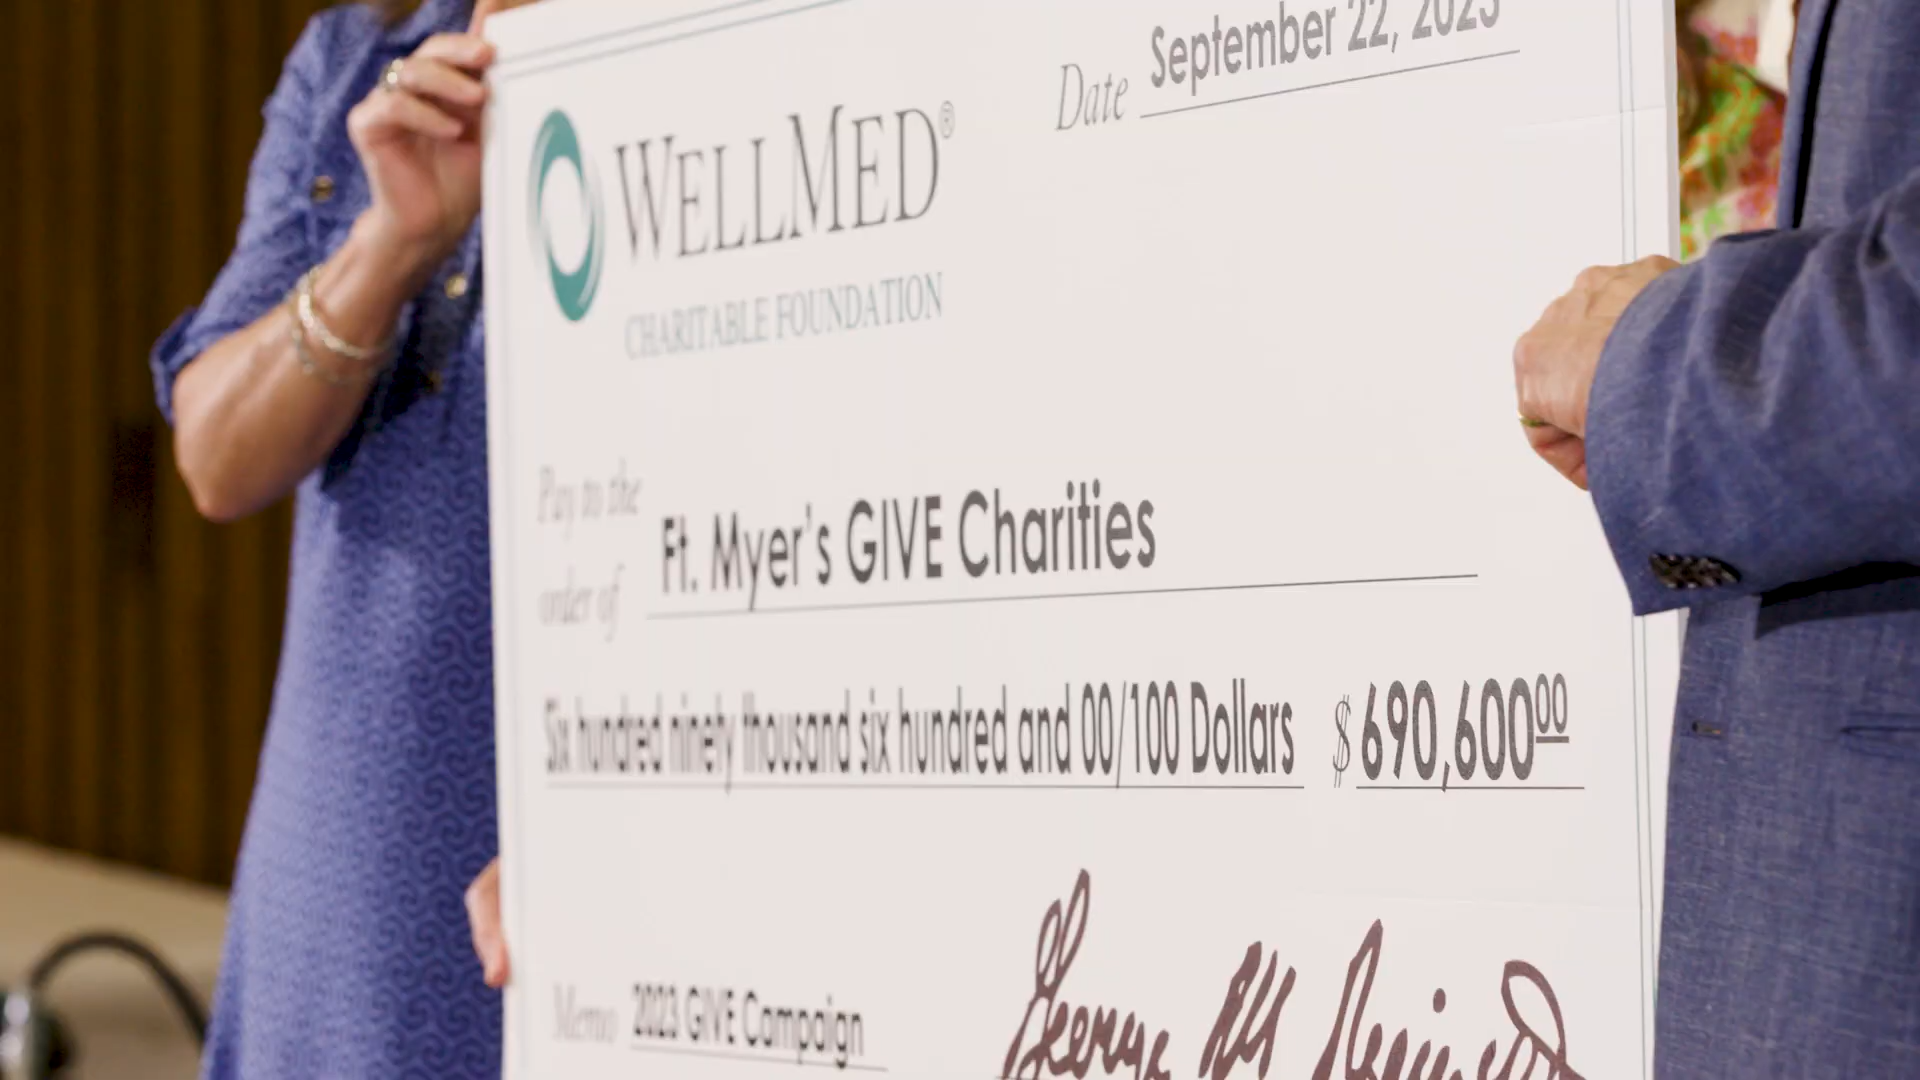 Date September 22, 2023
WELLMED®
CHARITABLE FOUNDATION
Pay to the
order of Ft. Myer's GIVE Charities
Six hundred ninety thousand six hundred and 00/100 Dollars $ 690,600 00
Memo 2023 GIVE Campaign
George M